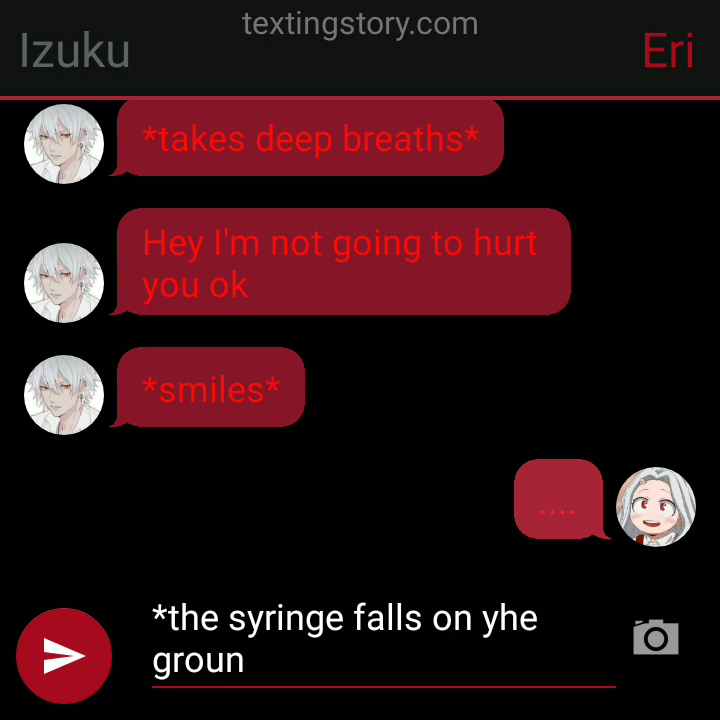 textingstory.com
Izuku
Eri
*takes deep breaths*
Hey I'm not going to hurt
you ok
*smiles*
....
*the syringe falls on yhe
groun